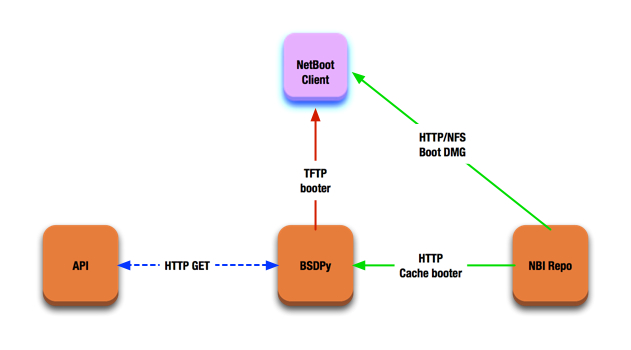 NetBoot
Client
HTTP/NFS
Boot DMG
TFTP
booter
API
HTTP GET
BSDPy
HTTP
Cache booter
NBI Repo